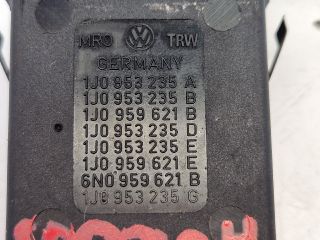 MRO VW TRW
GERMANY
1J0 953 235 A
1J0 953 235 B
1J0 959 621 B
1J0 953 235 D
1J0 953 235 E
1J0 959 621 E
6N0 959 621 B
1J0 953 235 G